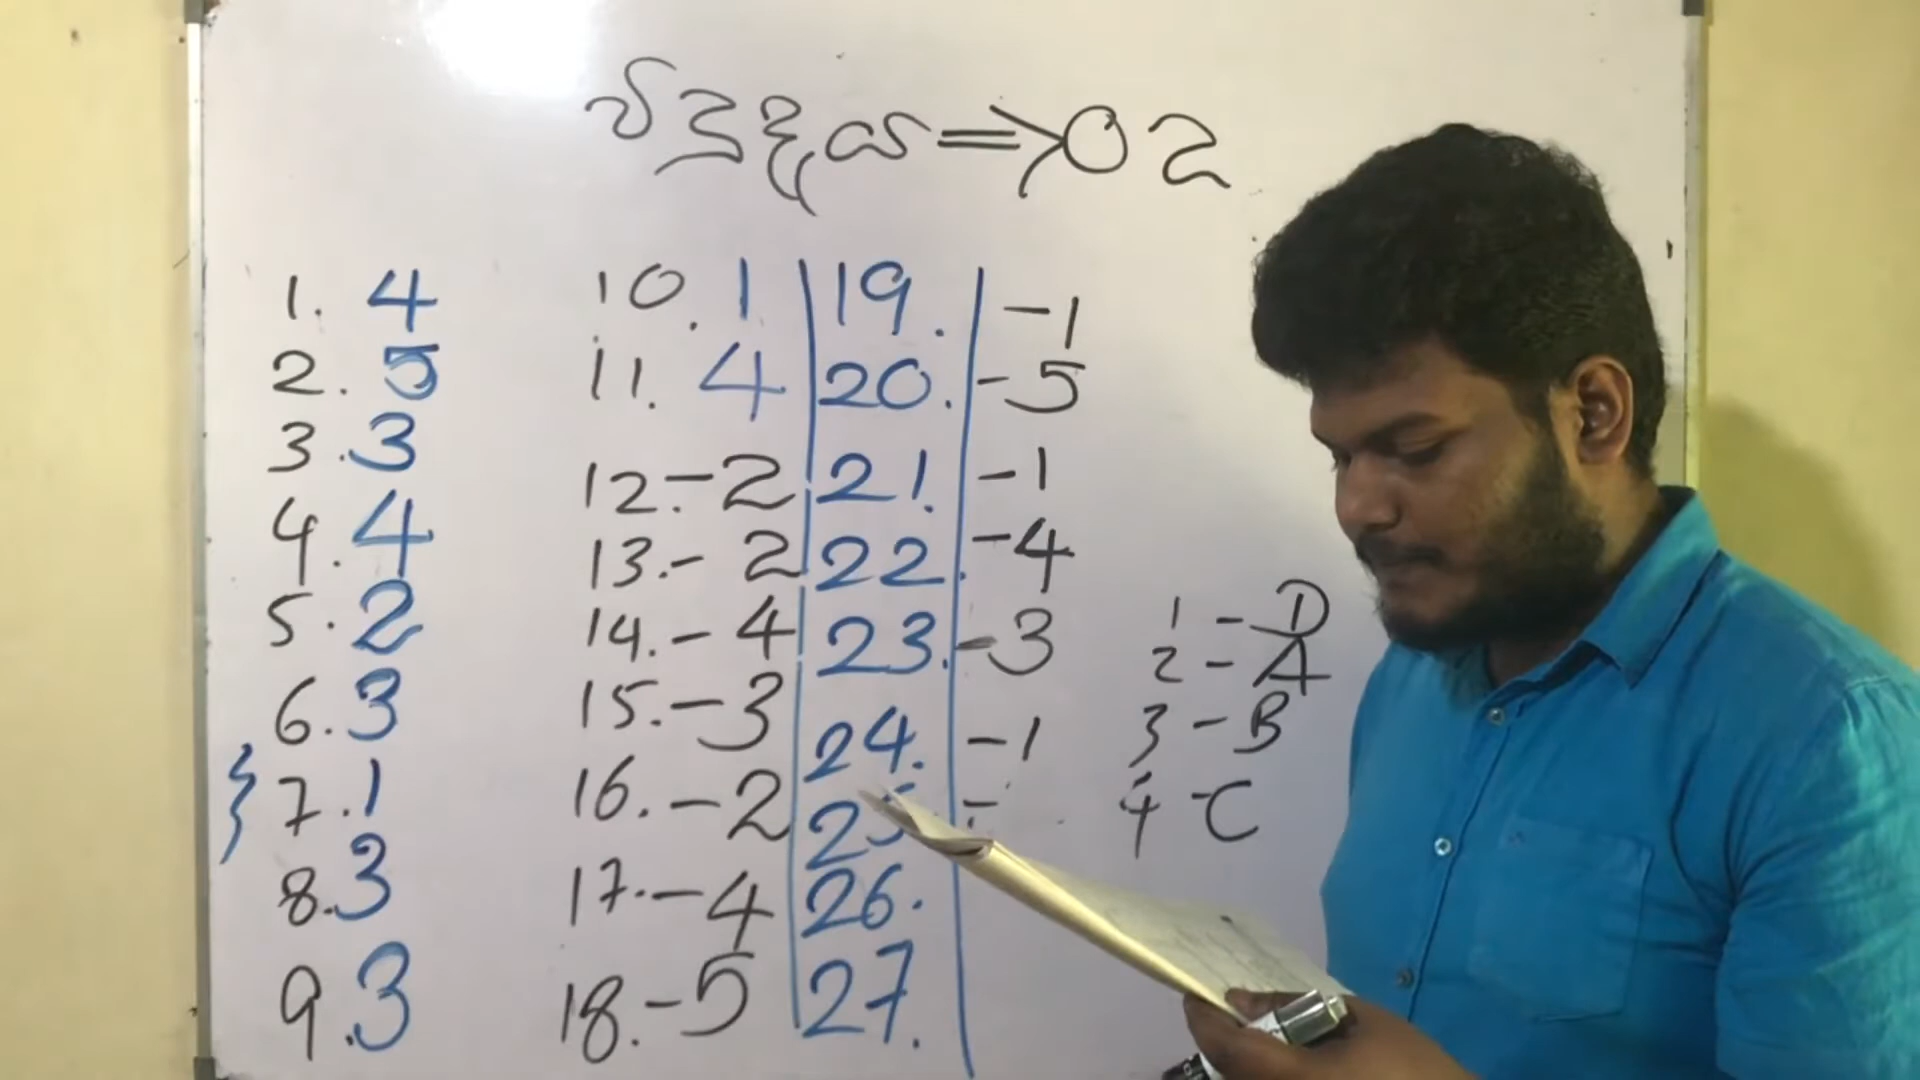 විද්‍යුදය => 02
1. 4
2. 5
3. 3
4. 4
5. 2
6. 3
7. 1
8. 3
9. 3
10. 1
11. 4
12. - 2
13. - 2
14. - 4
15. - 3
16. - 2
17. - 4
18. - 5
19. - 1
20. - 5
21. - 1
22. - 4
23. - 3
24. - 1
25 -
26.
27.
1 - D
2 - A
3 - B
4 - C